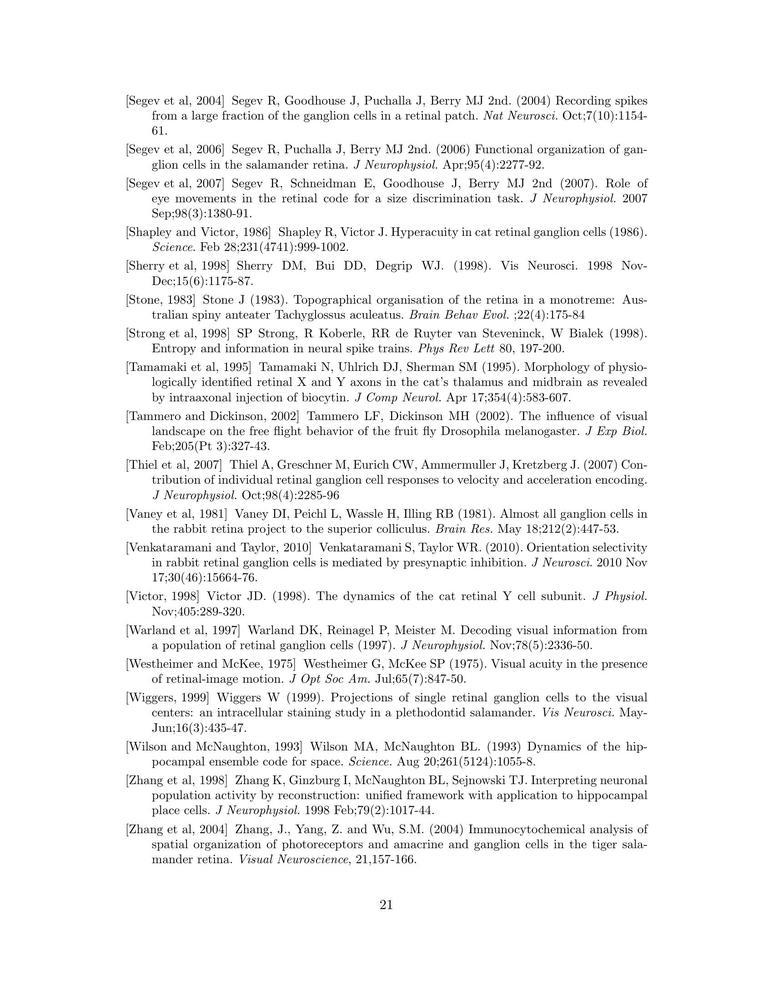 [Segev et al, 2004] Segev R, Goodhouse J, Puchalla J, Berry MJ 2nd. (2004) Recording spikes
from a large fraction of the ganglion cells in a retinal patch. Nat Neurosci. Oct;7(10):1154-
61.
[Segev et al, 2006] Segev R, Puchalla J, Berry MJ 2nd. (2006) Functional organization of gan-
glion cells in the salamander retina. J Neurophysiol. Apr;95(4):2277-92.
[Segev et al, 2007] Segev R, Schneidman E, Goodhouse J, Berry MJ 2nd (2007). Role of
eye movements in the retinal code for a size discrimination task. J Neurophysiol. 2007
Sep;98(3):1380-91.
[Shapley and Victor, 1986] Shapley R, Victor J. Hyperacuity in cat retinal ganglion cells (1986).
Science. Feb 28;231(4741):999-1002.
[Sherry et al, 1998] Sherry DM, Bui DD, Degrip WJ. (1998). Vis Neurosci. 1998 Nov-
Dec;15(6):1175-87.
[Stone, 1983] Stone J (1983). Topographical organisation of the retina in a monotreme: Aus-
tralian spiny anteater Tachyglossus aculeatus. Brain Behav Evol. ;22(4):175-84
[Strong et al, 1998] SP Strong, R Koberle, RR de Ruyter van Steveninck, W Bialek (1998).
Entropy and information in neural spike trains. Phys Rev Lett 80, 197-200.
[Tamamaki et al, 1995] Tamamaki N, Uhlrich DJ, Sherman SM (1995). Morphology of physio-
logically identified retinal X and Y axons in the cat's thalamus and midbrain as revealed
by intraaxonal injection of biocytin. J Comp Neurol. Apr 17;354(4):583-607.
[Tammero and Dickinson, 2002] Tammero LF, Dickinson MH (2002). The influence of visual
landscape on the free flight behavior of the fruit fly Drosophila melanogaster. J Exp Biol.
Feb;205(Pt 3):327-43.
[Thiel et al, 2007] Thiel A, Greschner M, Eurich CW, Ammermuller J, Kretzberg J. (2007) Con-
tribution of individual retinal ganglion cell responses to velocity and acceleration encoding.
J Neurophysiol. Oct;98(4):2285-96
[Vaney et al, 1981] Vaney DI, Peichl L, Wassle H, Illing RB (1981). Almost all ganglion cells in
the rabbit retina project to the superior colliculus. Brain Res. May 18;212(2):447-53.
[Venkataramani and Taylor, 2010] Venkataramani S, Taylor WR. (2010). Orientation selectivity
in rabbit retinal ganglion cells is mediated by presynaptic inhibition. J Neurosci. 2010 Nov
17;30(46):15664-76.
[Victor, 1998] Victor JD. (1998). The dynamics of the cat retinal Y cell subunit. J Physiol.
Nov;405:289-320.
[Warland et al, 1997] Warland DK, Reinagel P, Meister M. Decoding visual information from
a population of retinal ganglion cells (1997). J Neurophysiol. Nov;78(5):2336-50.
[Westheimer and McKee, 1975] Westheimer G, McKee SP (1975). Visual acuity in the presence
of retinal-image motion. J Opt Soc Am. Jul;65(7):847-50.
[Wiggers, 1999] Wiggers W (1999). Projections of single retinal ganglion cells to the visual
centers: an intracellular staining study in a plethodontid salamander. Vis Neurosci. May-
Jun;16(3):435-47.
[Wilson and McNaughton, 1993] Wilson MA, McNaughton BL. (1993) Dynamics of the hip-
pocampal ensemble code for space. Science. Aug 20;261(5124):1055-8.
[Zhang et al, 1998] Zhang K, Ginzburg I, McNaughton BL, Sejnowski TJ. Interpreting neuronal
population activity by reconstruction: unified framework with application to hippocampal
place cells. J Neurophysiol. 1998 Feb;79(2):1017-44.
[Zhang et al, 2004] Zhang, J., Yang, Z. and Wu, S.M. (2004) Immunocytochemical analysis of
spatial organization of photoreceptors and amacrine and ganglion cells in the tiger sala-
mander retina. Visual Neuroscience, 21,157-166.
21